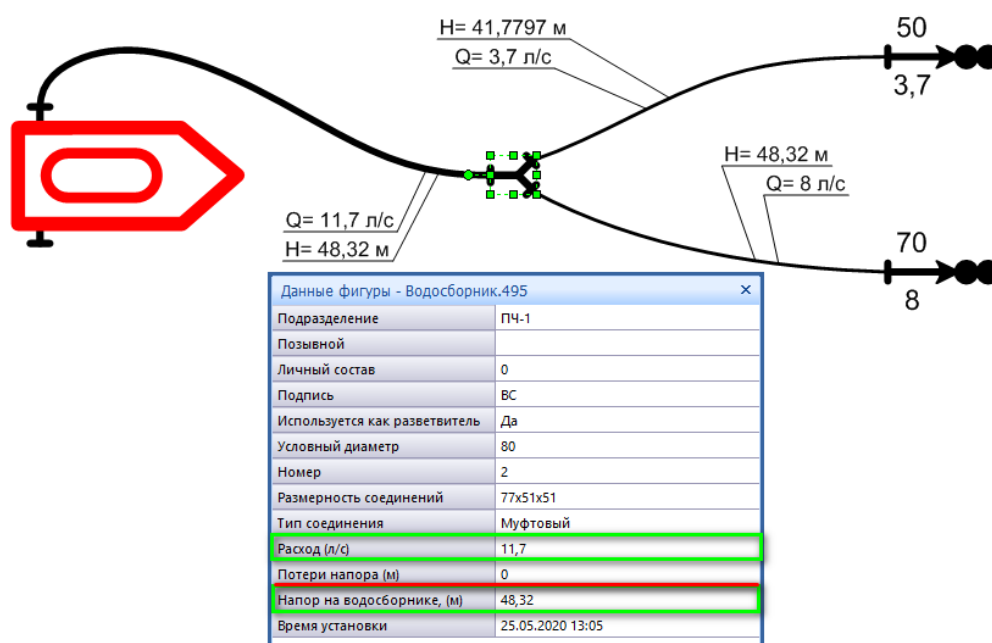 H= 41,7797 м
Q= 3,7 л/с
50
3,7
H= 48,32 м
Q= 8 л/с
Q= 11,7 л/с
H= 48,32 м
70
8
Данные фигуры - Водосборник.495 ×
Подразделение ПЧ-1
Позывной
Личный состав 0
Подпись ВС
Используется как разветвитель Да
Условный диаметр 80
Номер 2
Размерность соединений 77x51x51
Тип соединения Муфтовый
Расход (л/с) 11,7
Потери напора (м) 0
Напор на водосборнике, (м) 48,32
Время установки 25.05.2020 13:05